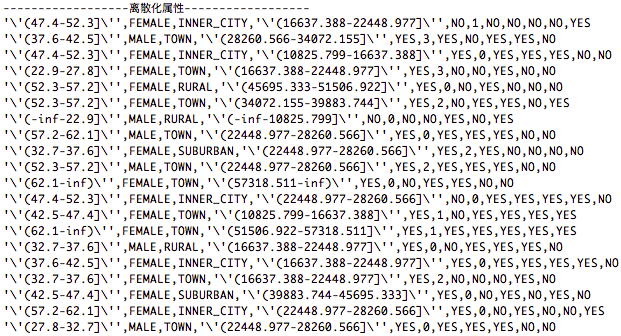 ------------------离散化属性------------------
'\'(47.4-52.3]\'',FEMALE,INNER_CITY,'\'(16637.388-22448.977]\'',NO,1,NO,NO,NO,NO,YES
'\'(37.6-42.5]\'',MALE,TOWN,'\'(28260.566-34072.155]\'',YES,3,YES,NO,YES,YES,NO
'\'(47.4-52.3]\'',FEMALE,INNER_CITY,'\'(10825.799-16637.388]\'',YES,0,YES,YES,YES,NO,NO
'\'(22.9-27.8]\'',FEMALE,TOWN,'\'(16637.388-22448.977]\'',YES,3,NO,NO,YES,NO,NO
'\'(52.3-57.2]\'',FEMALE,RURAL,'\'(45695.333-51506.922]\'',YES,0,NO,YES,NO,NO,NO
'\'(52.3-57.2]\'',FEMALE,TOWN,'\'(34072.155-39883.744]\'',YES,2,NO,YES,YES,NO,YES
'\'(-inf-22.9]\'',MALE,RURAL,'\'(-inf-10825.799]\'',NO,0,NO,NO,YES,NO,YES
'\'(57.2-62.1]\'',MALE,TOWN,'\'(22448.977-28260.566]\'',YES,0,YES,YES,YES,NO,NO
'\'(32.7-37.6]\'',FEMALE,SUBURBAN,'\'(22448.977-28260.566]\'',YES,2,YES,NO,NO,NO,NO
'\'(52.3-57.2]\'',MALE,TOWN,'\'(22448.977-28260.566]\'',YES,2,YES,YES,YES,NO,NO
'\'(62.1-inf)\'',FEMALE,TOWN,'\'(57318.511-inf)\'',YES,0,NO,YES,YES,NO,NO
'\'(47.4-52.3]\'',FEMALE,INNER_CITY,'\'(22448.977-28260.566]\'',NO,0,YES,YES,YES,YES,NO
'\'(42.5-47.4]\'',FEMALE,TOWN,'\'(10825.799-16637.388]\'',YES,1,NO,YES,YES,YES,YES
'\'(62.1-inf)\'',FEMALE,TOWN,'\'(51506.922-57318.511]\'',YES,1,YES,YES,YES,YES,YES
'\'(32.7-37.6]\'',MALE,RURAL,'\'(16637.388-22448.977]\'',YES,0,NO,YES,YES,YES,NO
'\'(37.6-42.5]\'',FEMALE,INNER_CITY,'\'(16637.388-22448.977]\'',YES,0,NO,YES,YES,YES,NO
'\'(32.7-37.6]\'',FEMALE,TOWN,'\'(16637.388-22448.977]\'',YES,2,NO,NO,NO,YES,NO
'\'(42.5-47.4]\'',FEMALE,SUBURBAN,'\'(39883.744-45695.333]\'',YES,0,NO,YES,NO,YES,NO
'\'(57.2-62.1]\'',FEMALE,INNER_CITY,'\'(22448.977-28260.566]\'',YES,0,NO,YES,NO,NO,YES
'\'(27.8-32.7]\'',MALE,TOWN,'\'(22448.977-28260.566]\'',YES,0,YES,YES,YES,NO,NO